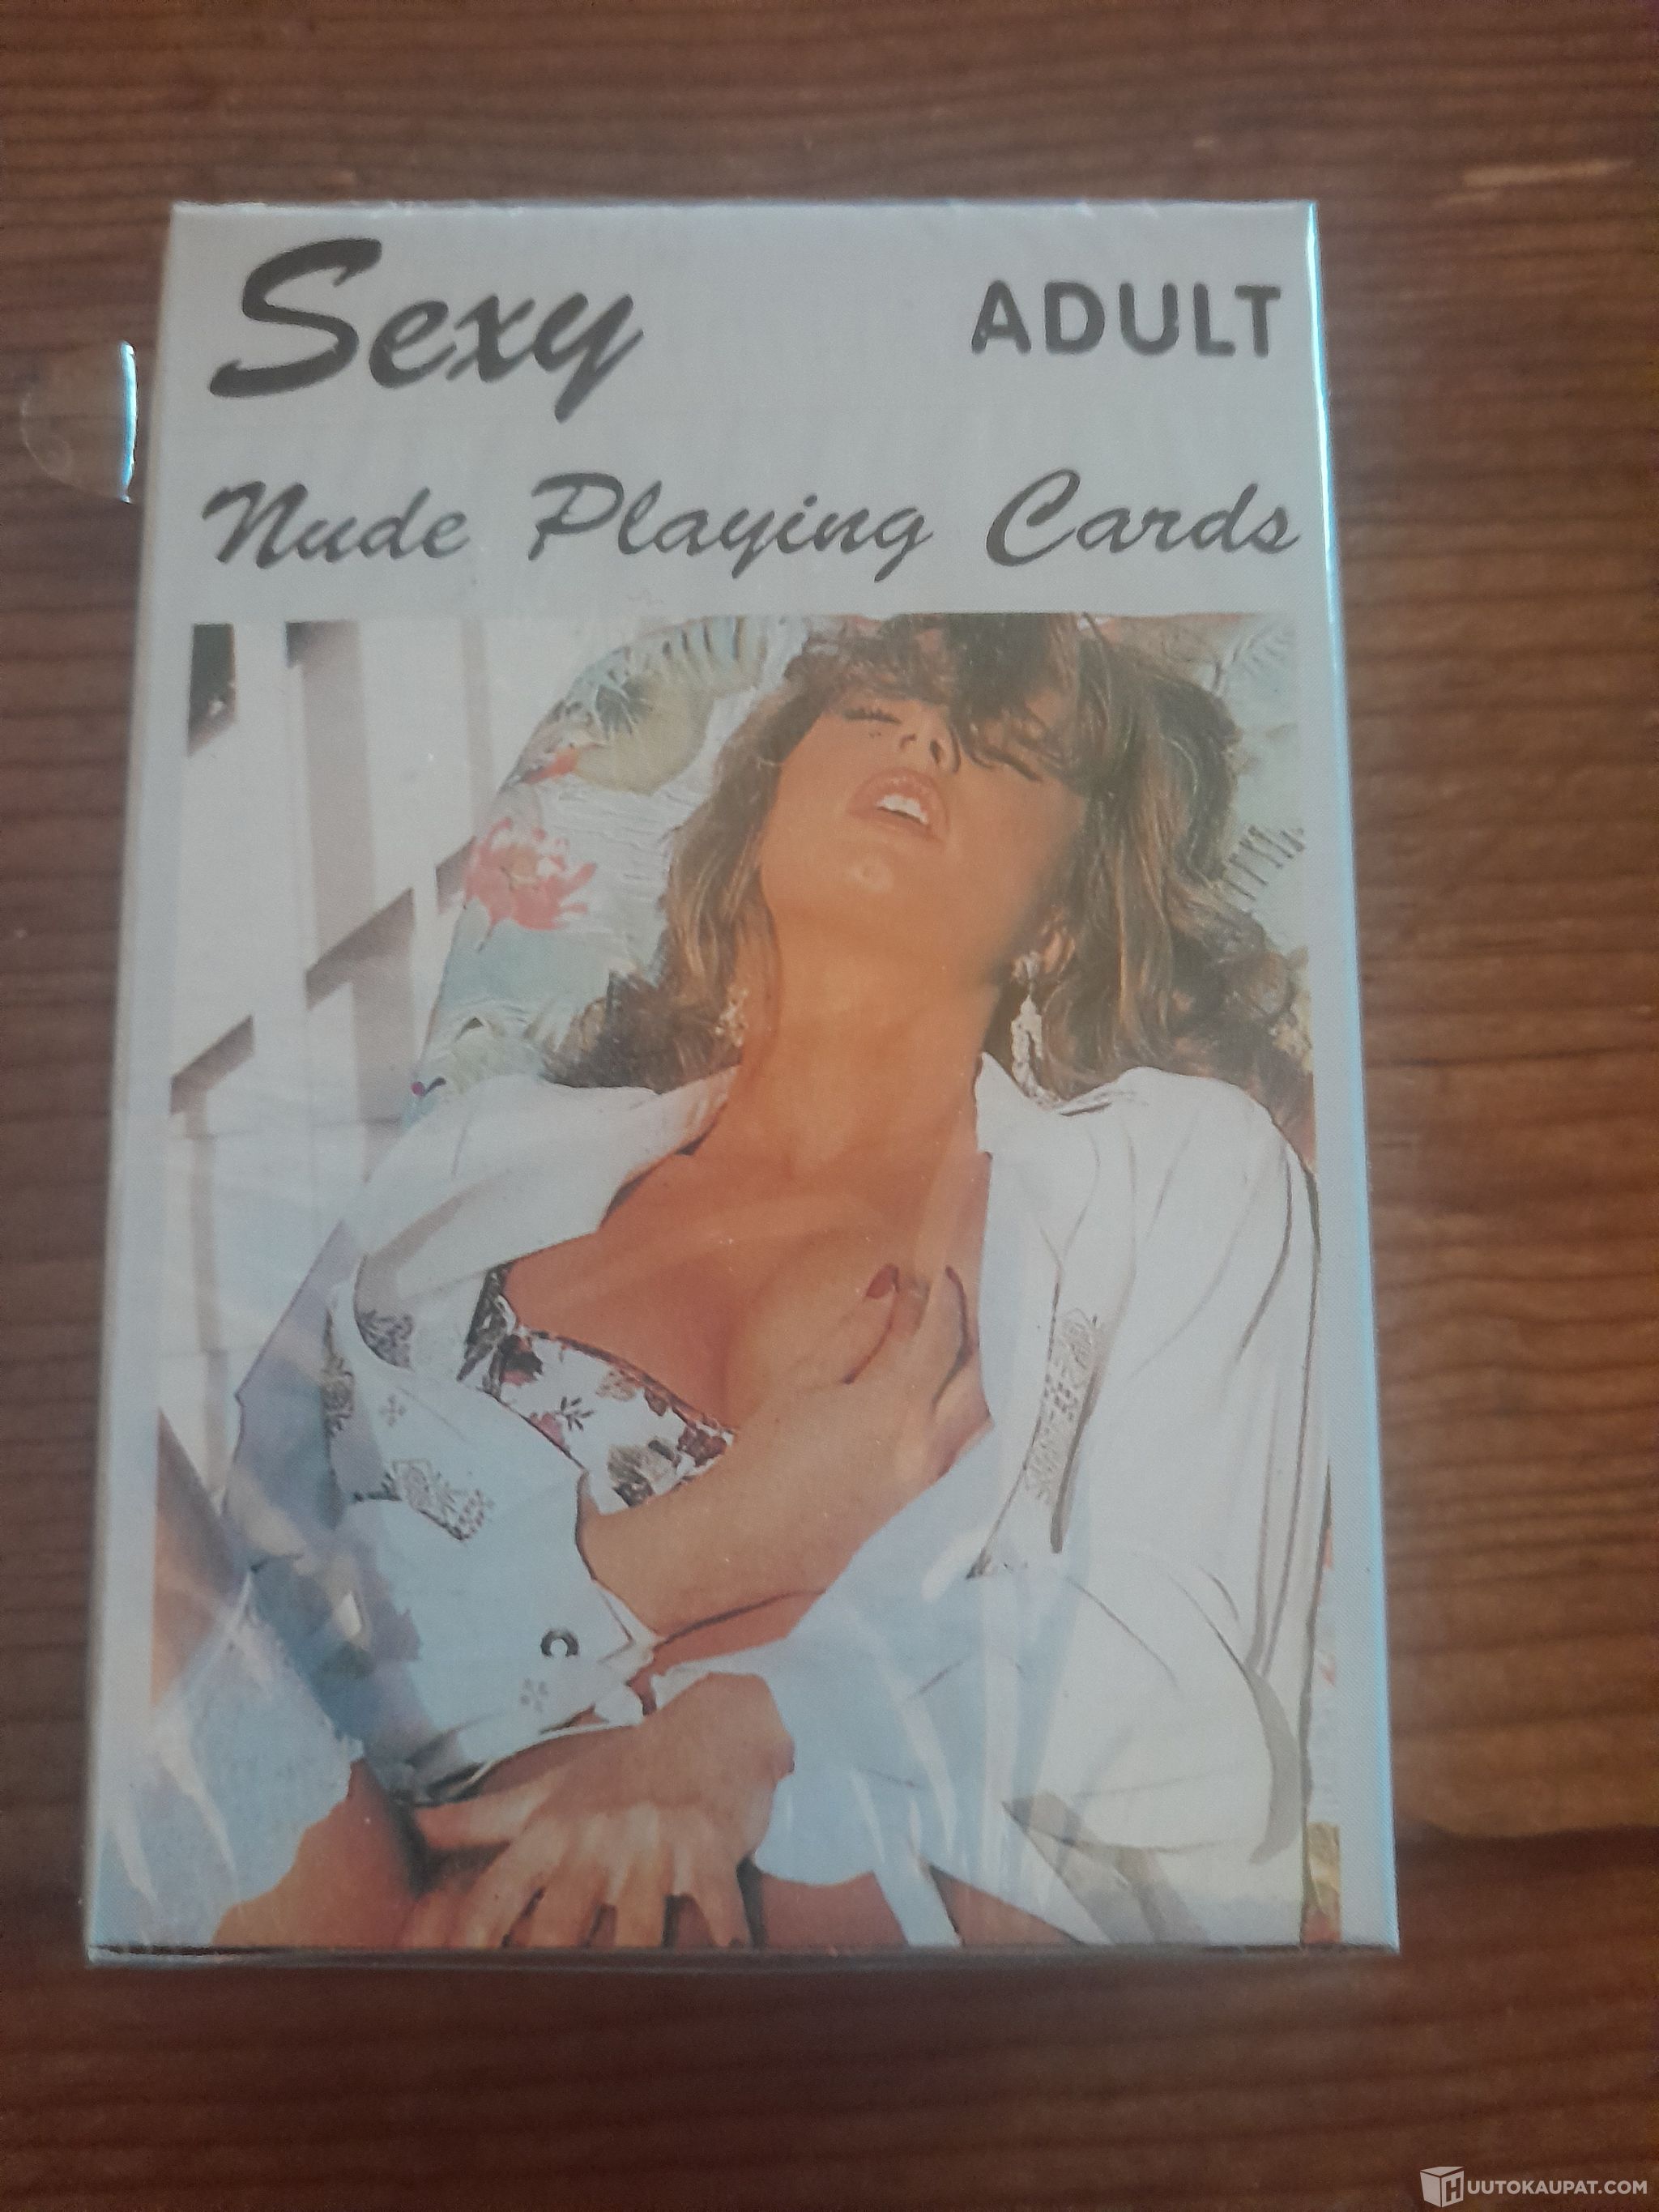 Sexy ADULT
Nude Playing Cards
HUUTOKAUPAT.COM